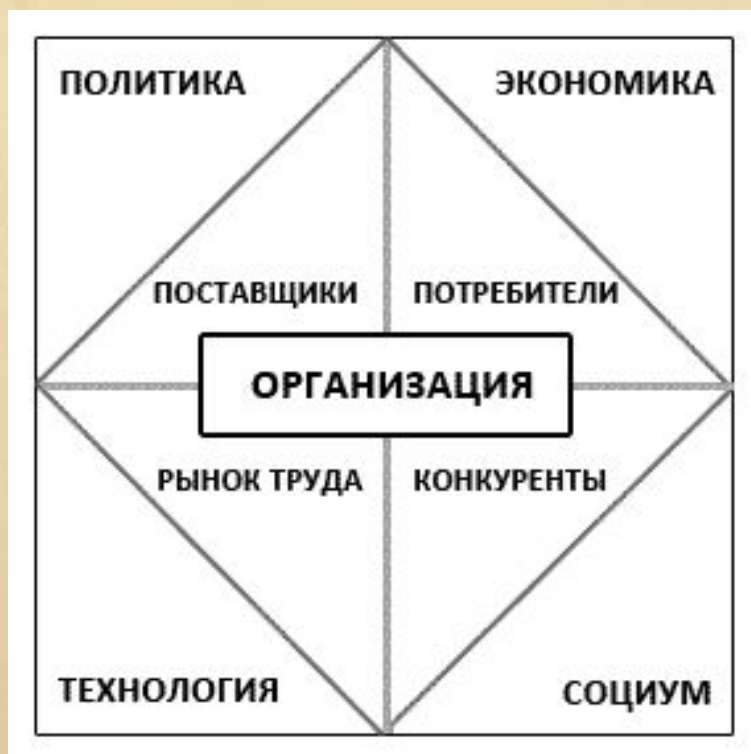 ПОЛИТИКА
ЭКОНОМИКА
ПОСТАВЩИКИ
ПОТРЕБИТЕЛИ
ОРГАНИЗАЦИЯ
РЫНОК ТРУДА
КОНКУРЕНТЫ
ТЕХНОЛОГИЯ
СОЦИУМ